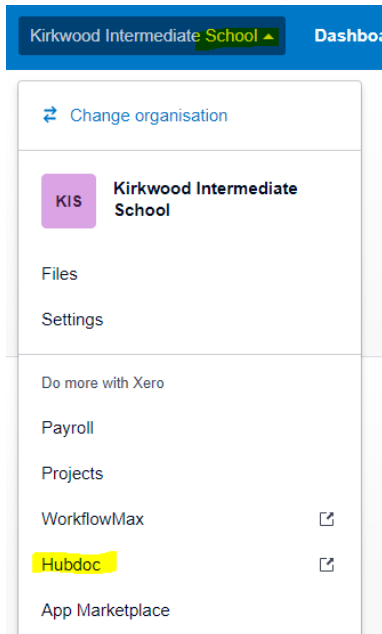 Kirkwood Intermediate School Dashboa
Change organisation
KIS
Kirkwood Intermediate
School
Files
Settings
Do more with Xero
Payroll
Projects
WorkflowMax
Hubdoc
App Marketplace